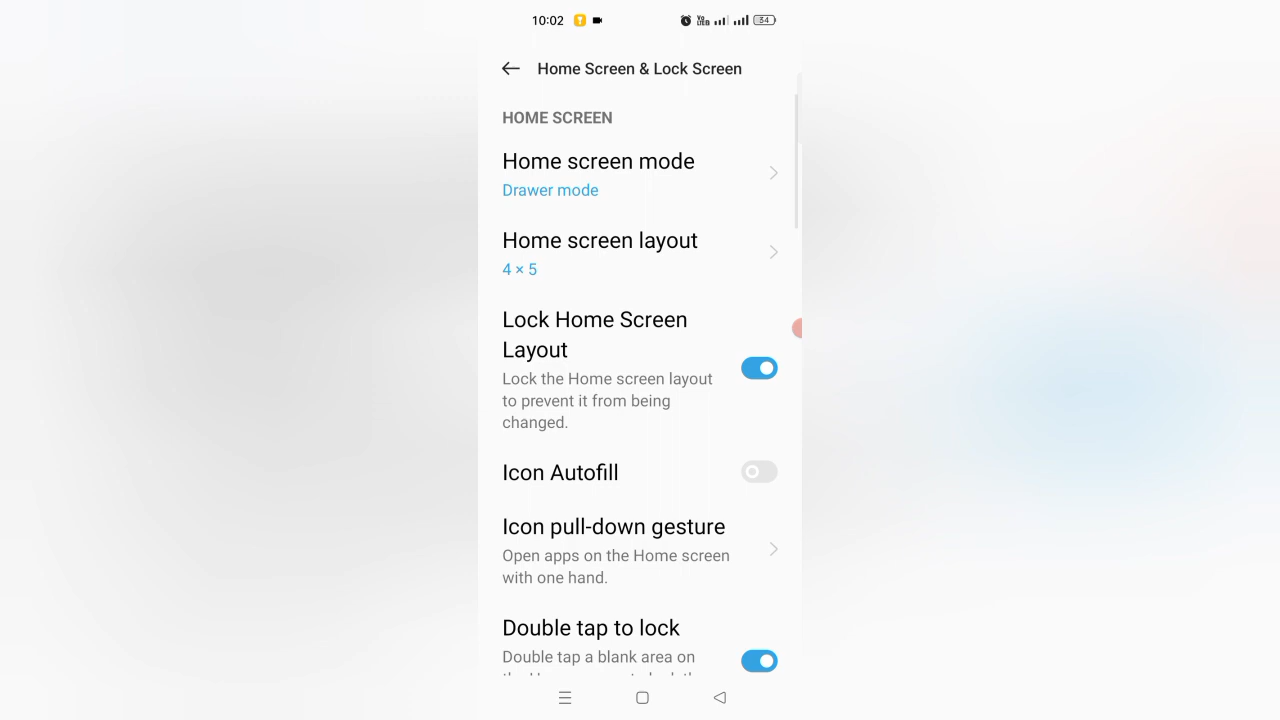 10:02 Vo LTE 34
Home Screen & Lock Screen
HOME SCREEN
Home screen mode
Drawer mode
Home screen layout
4 × 5
Lock Home Screen
Layout
Lock the Home screen layout
to prevent it from being
changed.
Icon Autofill
Icon pull-down gesture
Open apps on the Home screen
with one hand.
Double tap to lock
Double tap a blank area on